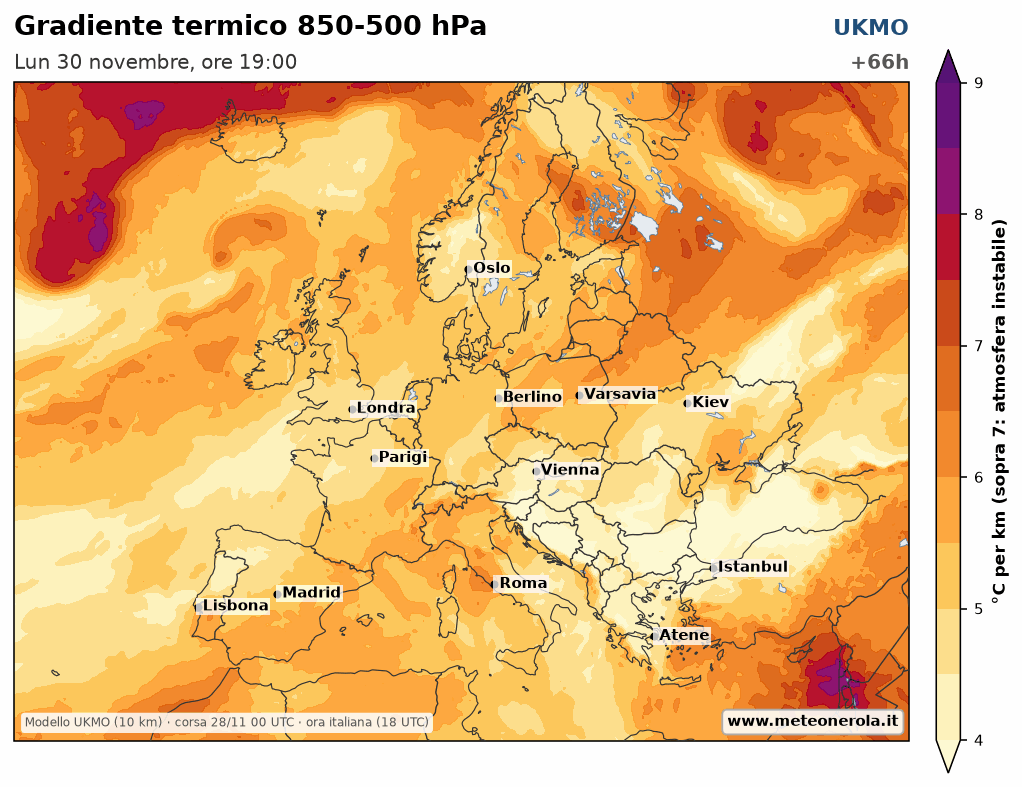 Gradiente termico 850-500 hPa
UKMO
Lun 30 novembre, ore 19:00
+66h
9
8
7
6
5
4
°C per km (sopra 7: atmosfera instabile)
Oslo
Berlino
Varsavia
Kiev
Londra
Parigi
Vienna
Istanbul
Roma
Madrid
Lisbona
Atene
Modello UKMO (10 km) · corsa 28/11 00 UTC · ora italiana (18 UTC)
www.meteonerola.it